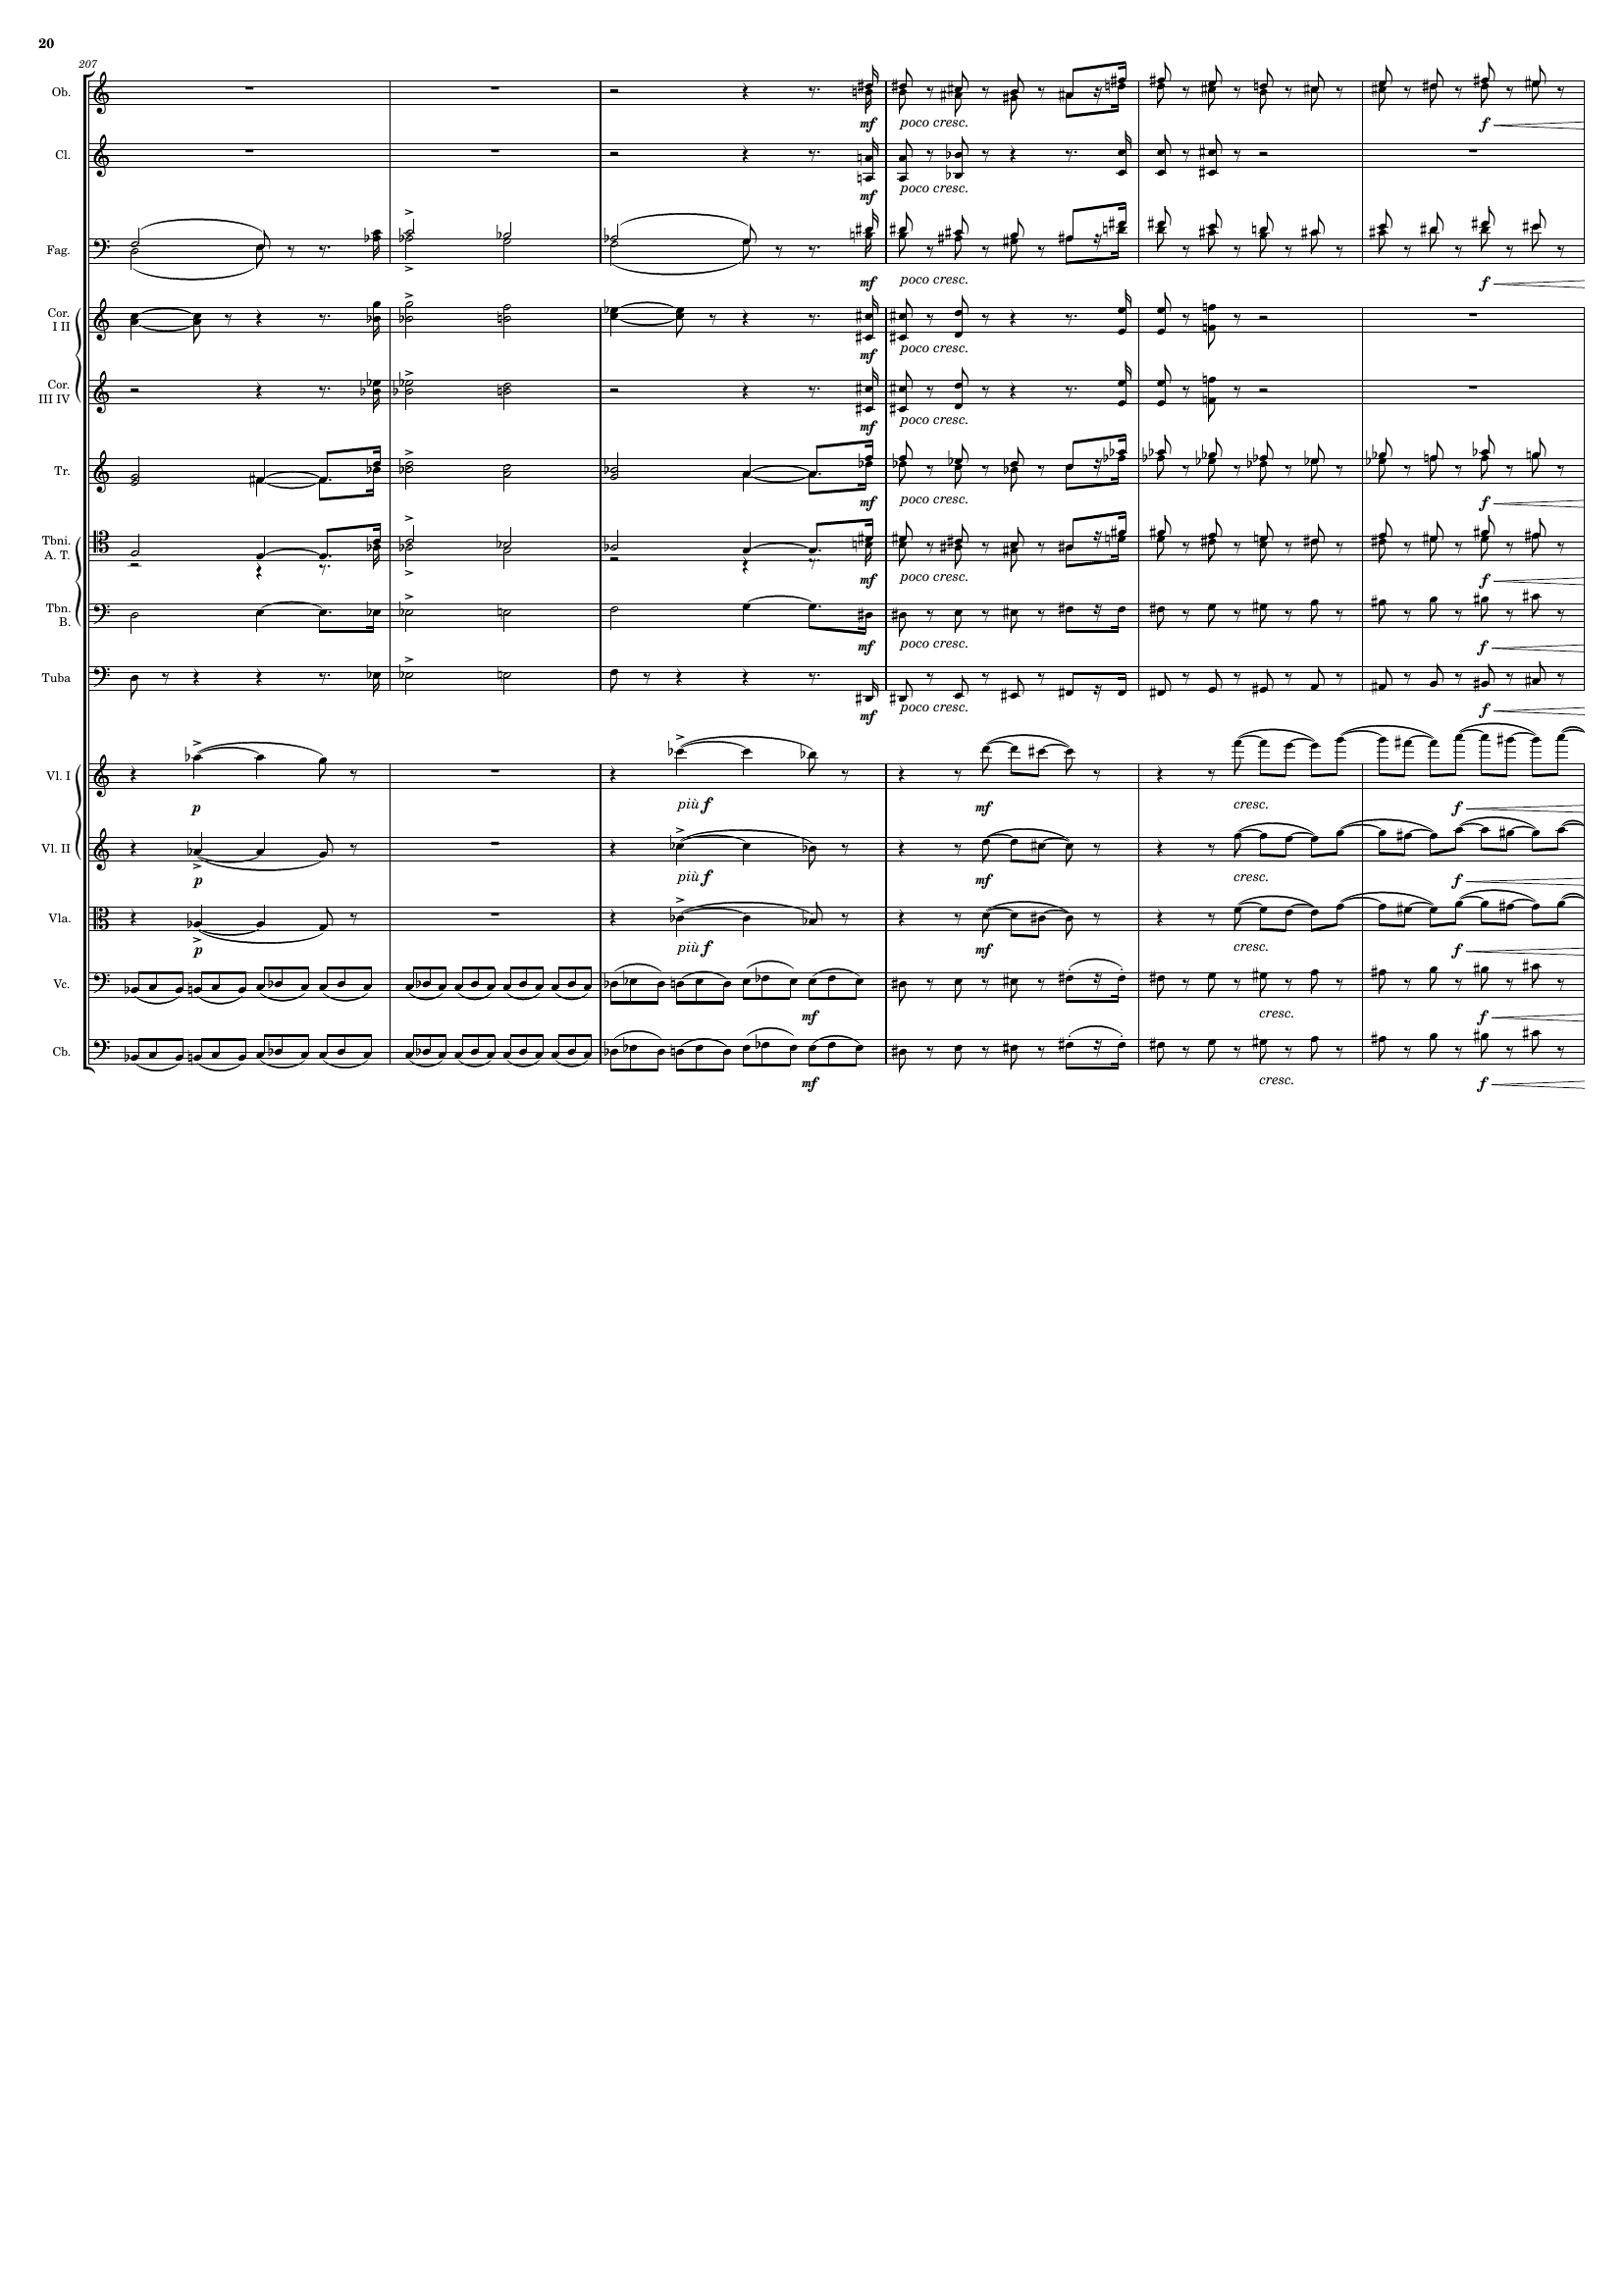 20
207
Ob.
mf
poco cresc.
f
Cl.
mf
poco cresc.
Fag.
mf
poco cresc.
f
Cor.
I II
mf
poco cresc.
Cor.
III IV
mf
poco cresc.
Tr.
mf
poco cresc.
f
Tbni.
A. T.
mf
poco cresc.
f
Tbn.
B.
mf
poco cresc.
f
Tuba
mf
poco cresc.
f
Vl. I
p
più f
mf
cresc.
f
Vl. II
p
più f
mf
cresc.
f
Vla.
p
più f
mf
cresc.
f
Vc.
mf
cresc.
f
Cb.
mf
cresc.
f